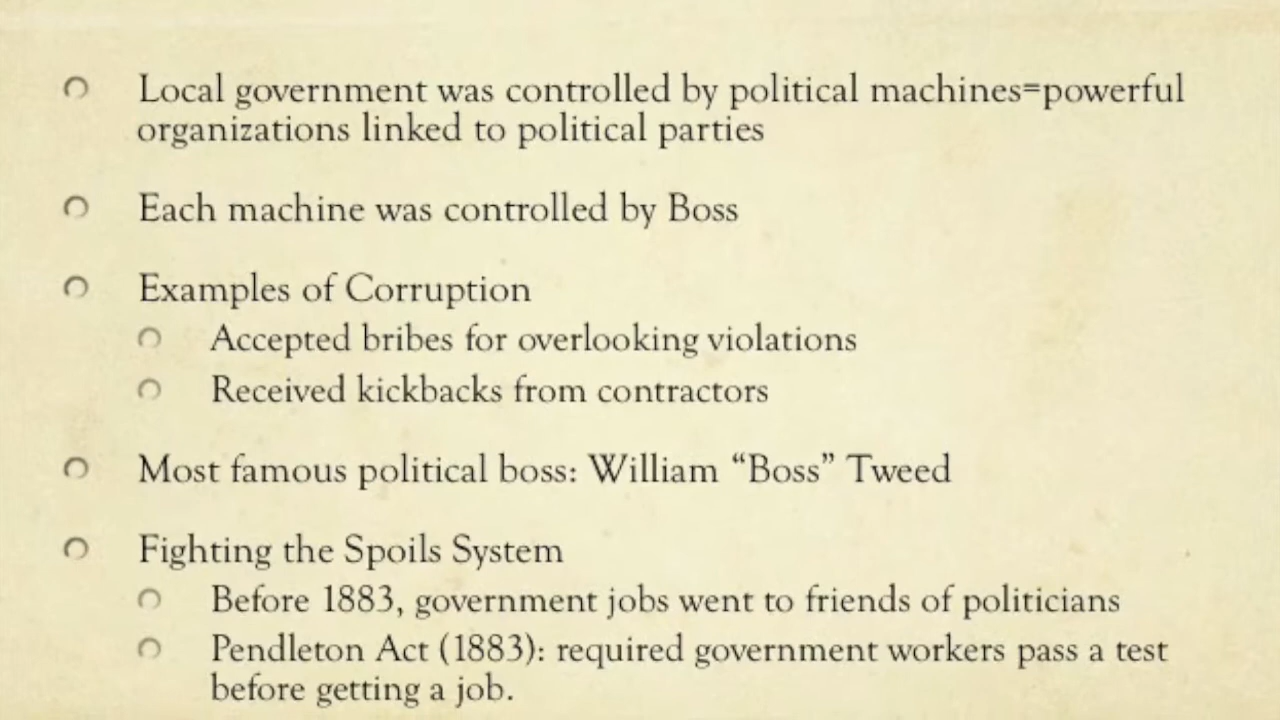 Local government was controlled by political machines=powerful
organizations linked to political parties
Each machine was controlled by Boss
Examples of Corruption
Accepted bribes for overlooking violations
Received kickbacks from contractors
Most famous political boss: William “Boss” Tweed
Fighting the Spoils System
Before 1883, government jobs went to friends of politicians
Pendleton Act (1883): required government workers pass a test
before getting a job.